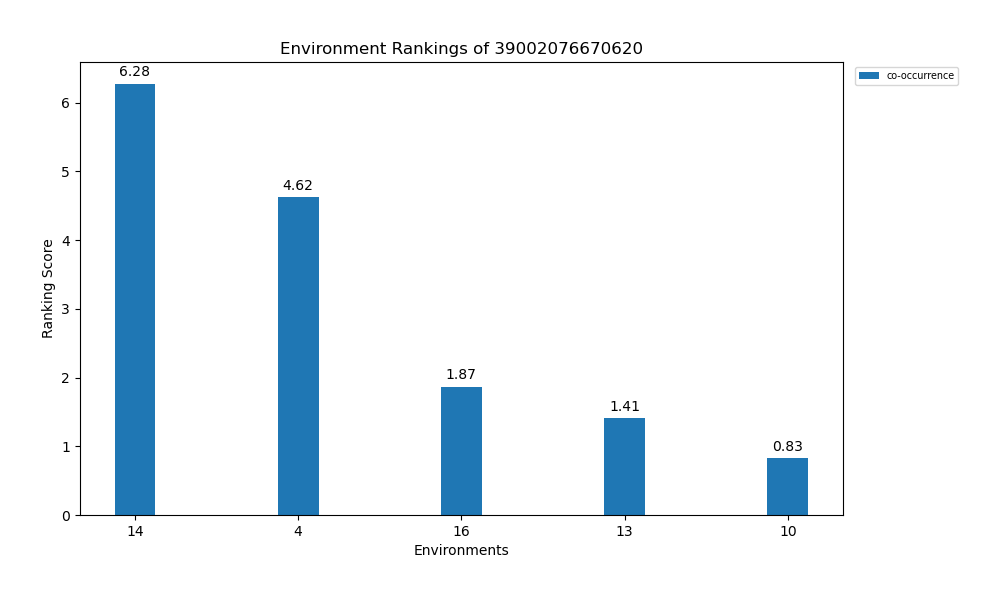 Environment Rankings of 39002076670620
co-occurrence
6.28
4.62
1.87
1.41
0.83
Ranking Score
6
5
4
3
2
1
0
14 4 16 13 10
Environments